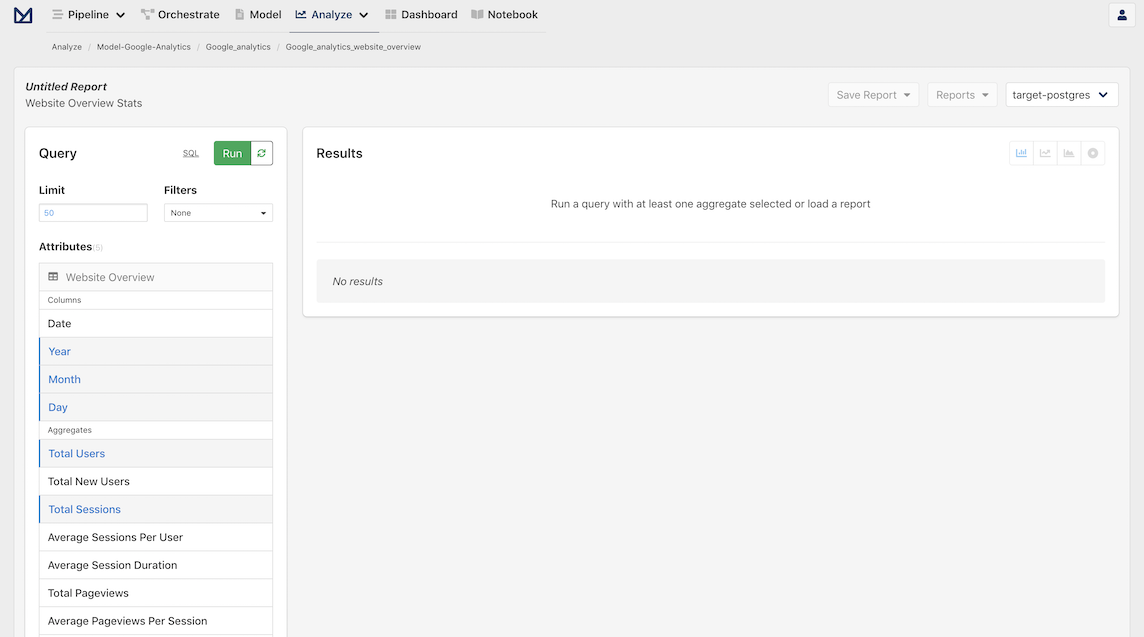 Pipeline Orchestrate Model Analyze Dashboard Notebook
Analyze / Model-Google-Analytics / Google_analytics / Google_analytics_website_overview
Untitled Report
Website Overview Stats
Save Report Reports target-postgres
Query SQL Run
Limit Filters
50 None
Attributes(5)
Website Overview
Columns
Date
Year
Month
Day
Aggregates
Total Users
Total New Users
Total Sessions
Average Sessions Per User
Average Session Duration
Total Pageviews
Average Pageviews Per Session
Results
Run a query with at least one aggregate selected or load a report
No results